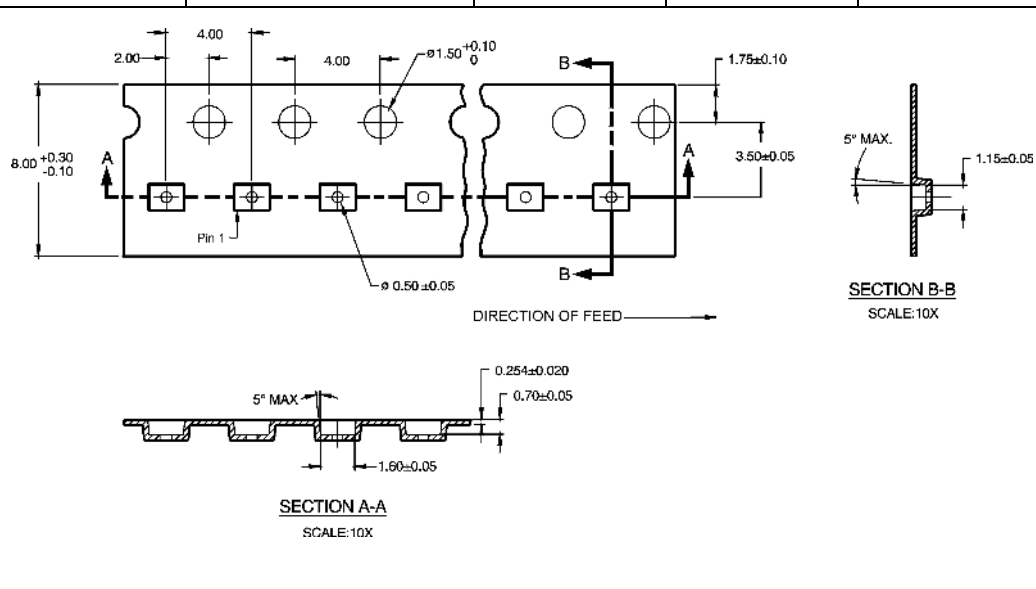 4.00
2.00
4.00
ø1.50 +0.10
0
B
1.75±0.10
8.00 +0.30
-0.10
A
A
3.50±0.05
5° MAX.
1.15±0.05
Pin 1
ø 0.50±0.05
B
SECTION B-B
SCALE:10X
DIRECTION OF FEED
0.254±0.020
5° MAX
0.70±0.05
1.60±0.05
SECTION A-A
SCALE:10X